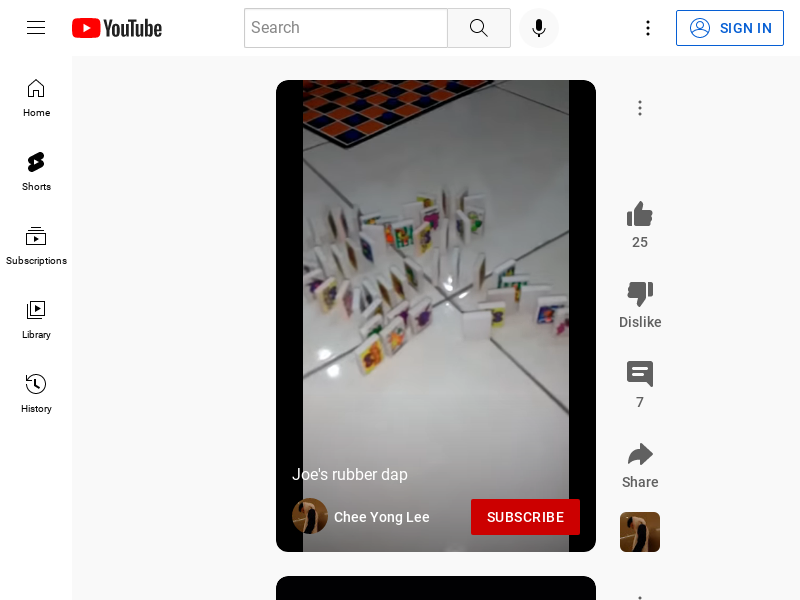 YouTube
Search
SIGN IN
Home
Shorts
Subscriptions
Library
History
25
Dislike
7
Share
Joe's rubber dap
Chee Yong Lee
SUBSCRIBE